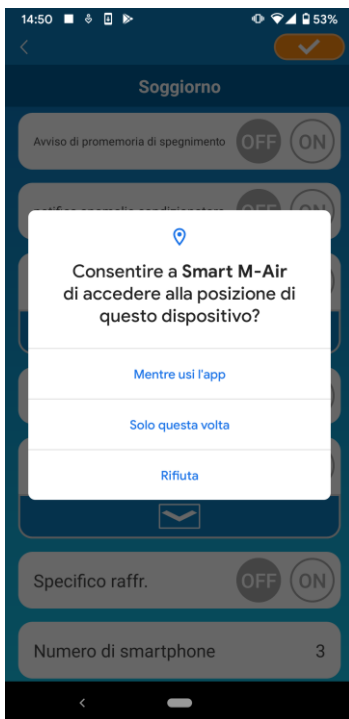 14:50 53%
Soggiorno
Avviso di promemoria di spegnimento OFF ON
OFF ON
Consentire a Smart M-Air
di accedere alla posizione di
questo dispositivo?
Mentre usi l'app
Solo questa volta
Rifiuta
Specifico raffr. OFF ON
Numero di smartphone 3